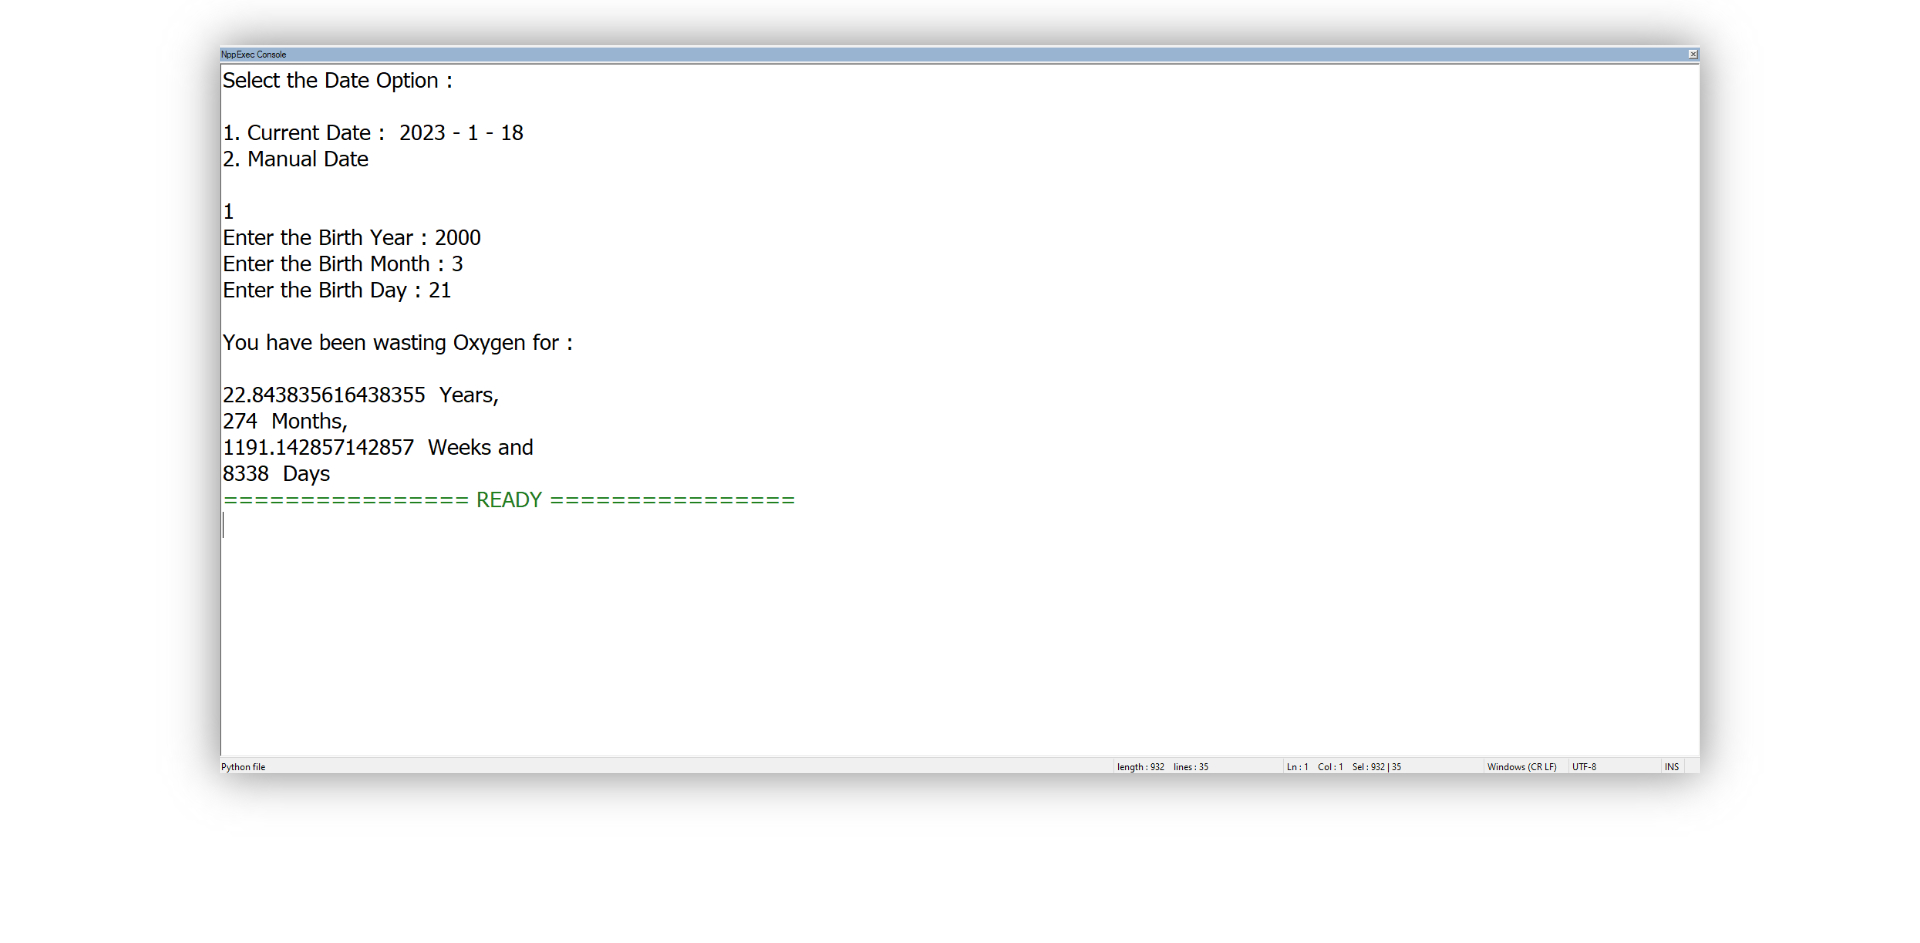 NppExec Console
Select the Date Option :
1. Current Date :  2023 - 1 - 18
2. Manual Date
1
Enter the Birth Year : 2000
Enter the Birth Month : 3
Enter the Birth Day : 21
You have been wasting Oxygen for :
22.843835616438355  Years,
274  Months,
1191.142857142857  Weeks and
8338  Days
================ READY ================
Python file length : 932 lines : 35 Ln : 1 Col : 1 Sel : 932 | 35 Windows (CR LF) UTF-8 INS